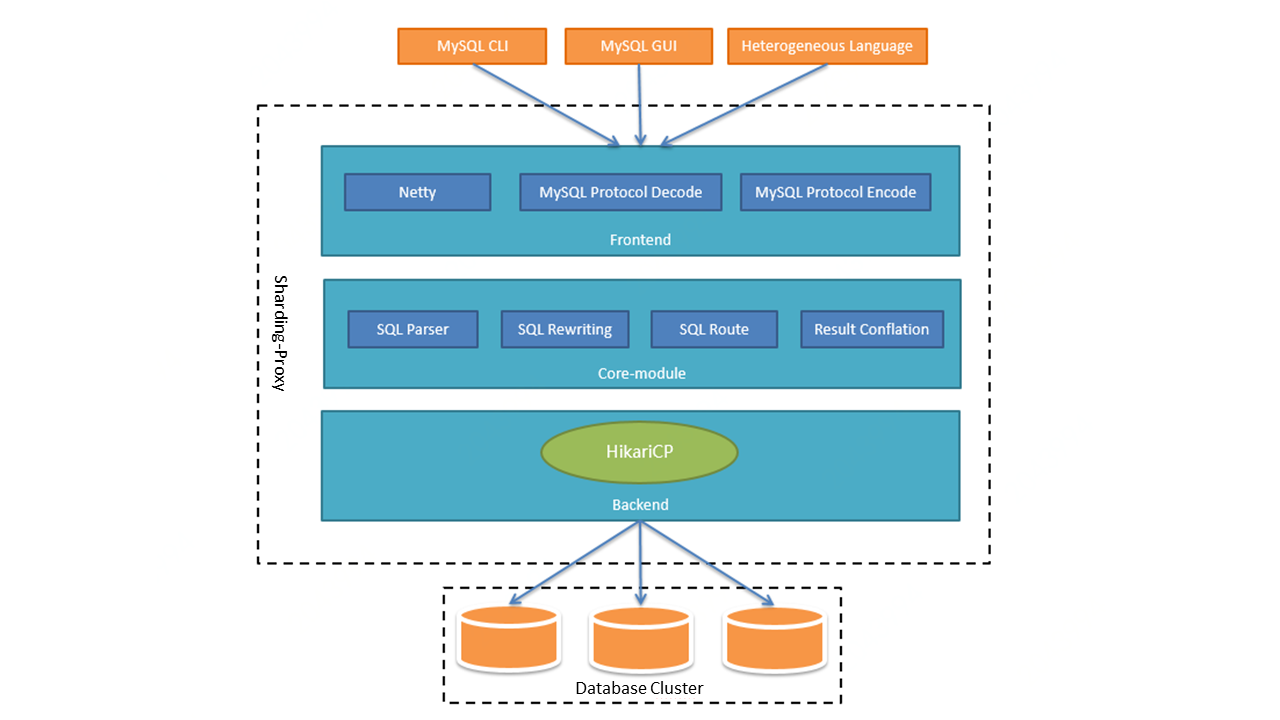 MySQL CLI
MySQL GUI
Heterogeneous Language
Netty
MySQL Protocol Decode
MySQL Protocol Encode
Frontend
Sharding-Proxy
SQL Parser
SQL Rewriting
SQL Route
Result Conflation
Core-module
HikariCP
Backend
Database Cluster